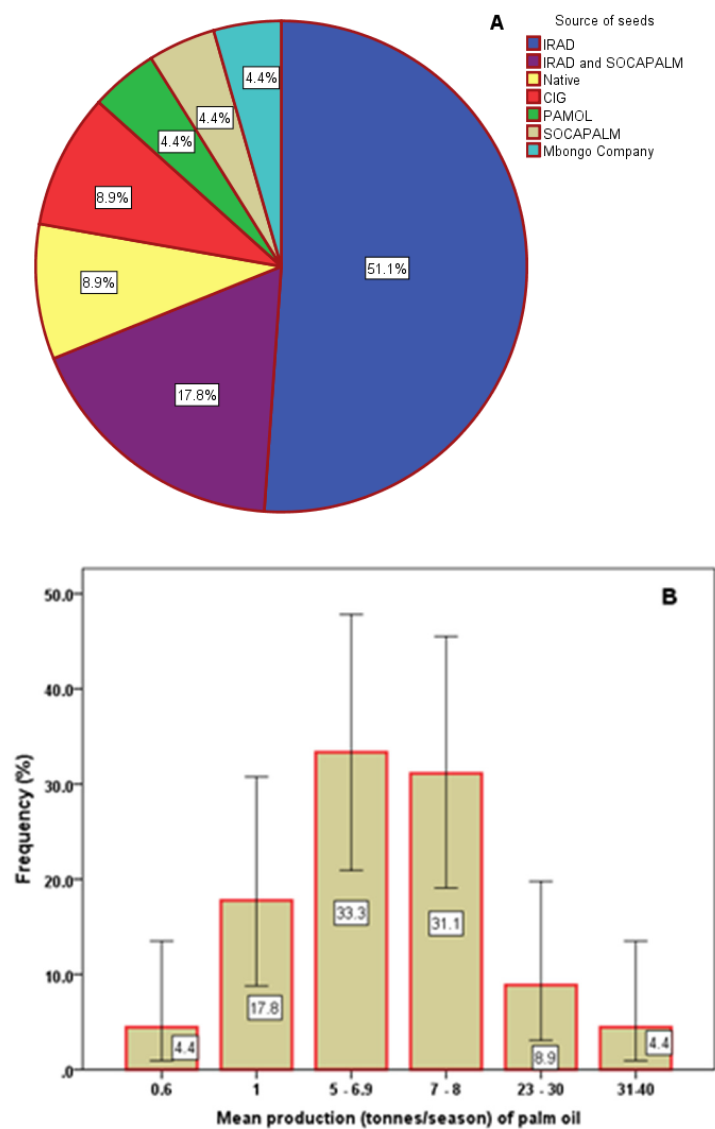 A
Source of seeds
IRAD
IRAD and SOCAPALM
Native
CIG
PAMOL
SOCAPALM
Mbongo Company
4.4%
4.4%
4.4%
8.9%
8.9%
17.8%
51.1%
B
Frequency (%)
50.0
40.0
30.0
20.0
10.0
.0
4.4
17.8
33.3
31.1
8.9
4.4
0.6
1
5 - 6.9
7 - 8
23 - 30
31-40
Mean production (tonnes/season) of palm oil